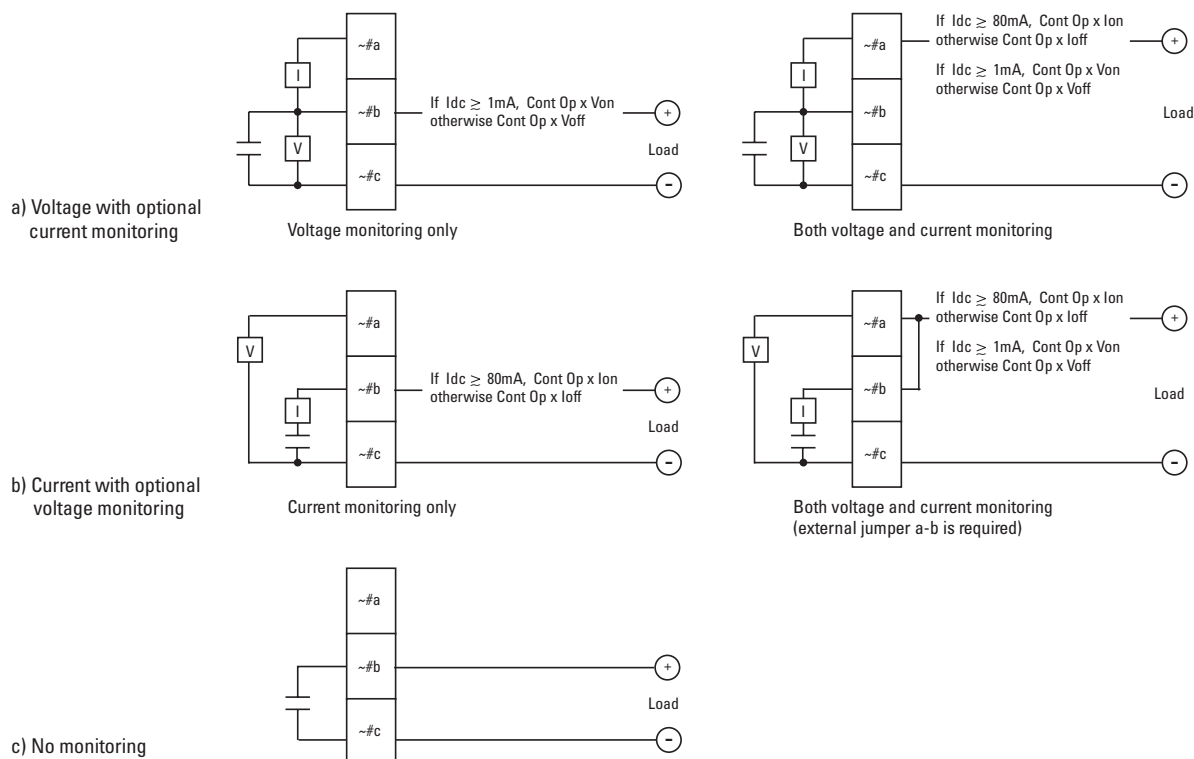 ~#a
I
~#b
V
~#c
If Idc ≳ 1mA, Cont Op x Von
otherwise Cont Op x Voff
+
Load
-
a) Voltage with optional
current monitoring
Voltage monitoring only
~#a
I
~#b
V
~#c
If Idc ≳ 80mA, Cont Op x Ion
otherwise Cont Op x Ioff
If Idc ≳ 1mA, Cont Op x Von
otherwise Cont Op x Voff
+
Load
-
Both voltage and current monitoring
~#a
V
~#b
I
~#c
If Idc ≳ 80mA, Cont Op x Ion
otherwise Cont Op x Ioff
+
Load
-
b) Current with optional
voltage monitoring
Current monitoring only
~#a
V
~#b
I
~#c
If Idc ≳ 80mA, Cont Op x Ion
otherwise Cont Op x Ioff
If Idc ≳ 1mA, Cont Op x Von
otherwise Cont Op x Voff
+
Load
-
Both voltage and current monitoring
(external jumper a-b is required)
~#a
~#b
~#c
+
Load
-
c) No monitoring